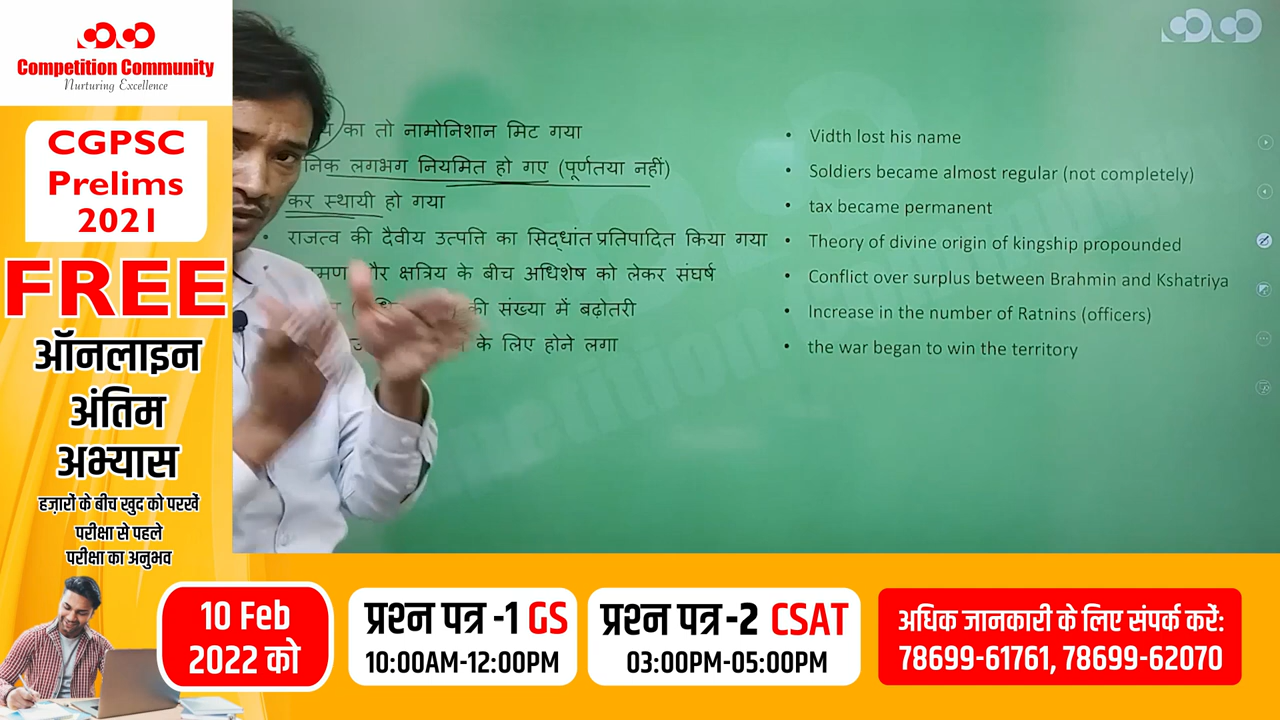 Competition Community
Nurturing Excellence
CGPSC
Prelims
2021
FREE
ऑनलाइन
अंतिम
अभ्यास
हज़ारों के बीच खुद को परखें
परीक्षा से पहले
परीक्षा का अनुभव
का तो नामोनिशान मिट गया
लगभग नियमित हो गए (पूर्णतया नहीं)
कर स्थायी हो गया
• राजत्व की दैवीय उत्पत्ति का सिद्धांत प्रतिपादित किया गया
क्षत्रिय के बीच अधिशेष को लेकर संघर्ष
की संख्या में बढ़ोतरी
के लिए होने लगा
• Vidth lost his name
• Soldiers became almost regular (not completely)
• tax became permanent
• Theory of divine origin of kingship propounded
• Conflict over surplus between Brahmin and Kshatriya
• Increase in the number of Ratnins (officers)
• the war began to win the territory
10 Feb
2022 को
प्रश्न पत्र -1 GS
10:00AM-12:00PM
प्रश्न पत्र-2 CSAT
03:00PM-05:00PM
अधिक जानकारी के लिए संपर्क करें:
78699-61761, 78699-62070